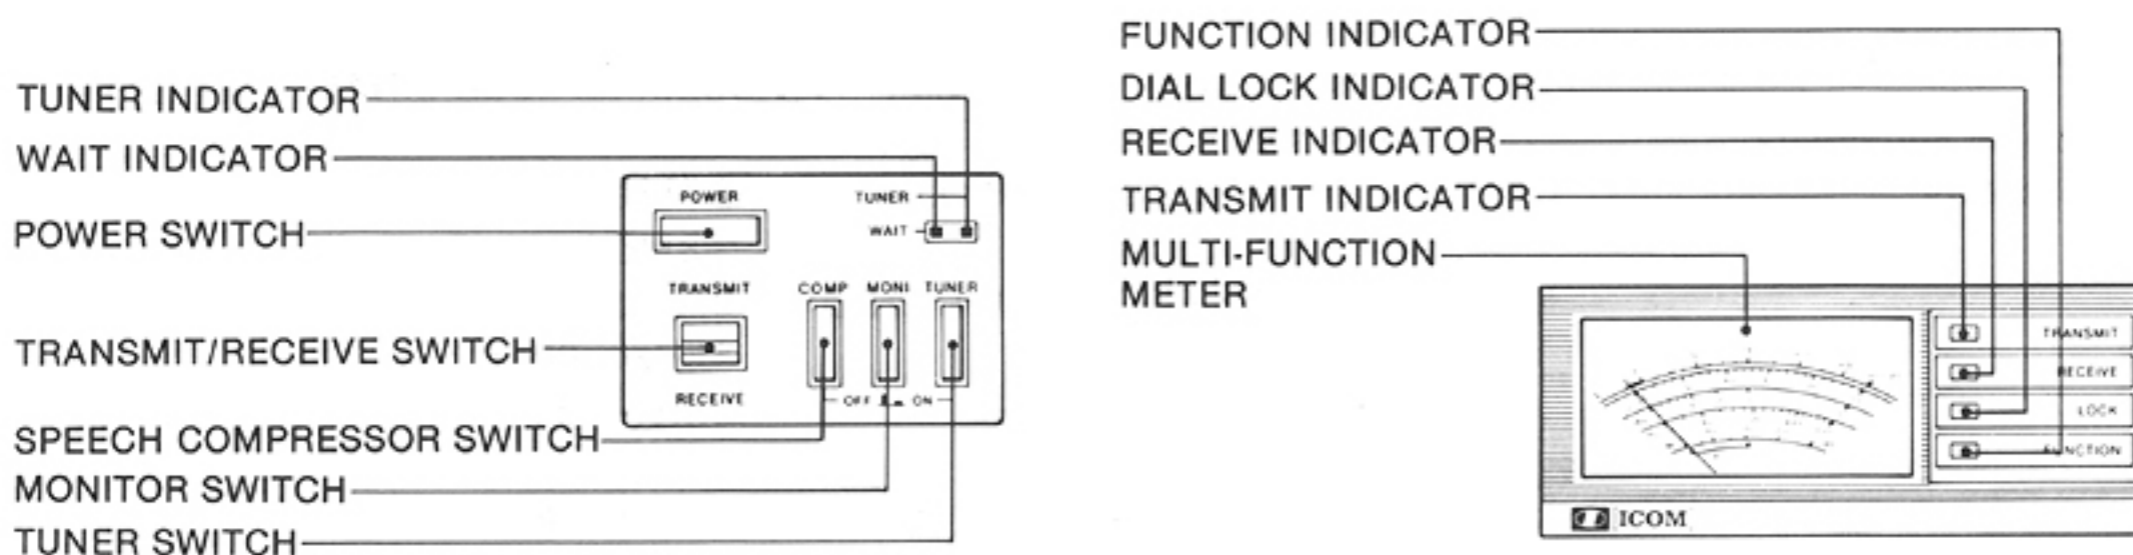 TUNER INDICATOR
WAIT INDICATOR
POWER SWITCH
TRANSMIT/RECEIVE SWITCH
SPEECH COMPRESSOR SWITCH
MONITOR SWITCH
TUNER SWITCH
POWER
TUNER
WAIT
TRANSMIT
COMP MONI TUNER
RECEIVE
OFF ON
FUNCTION INDICATOR
DIAL LOCK INDICATOR
RECEIVE INDICATOR
TRANSMIT INDICATOR
MULTI-FUNCTION
METER
TRANSMIT
RECEIVE
LOCK
FUNCTION
ICOM